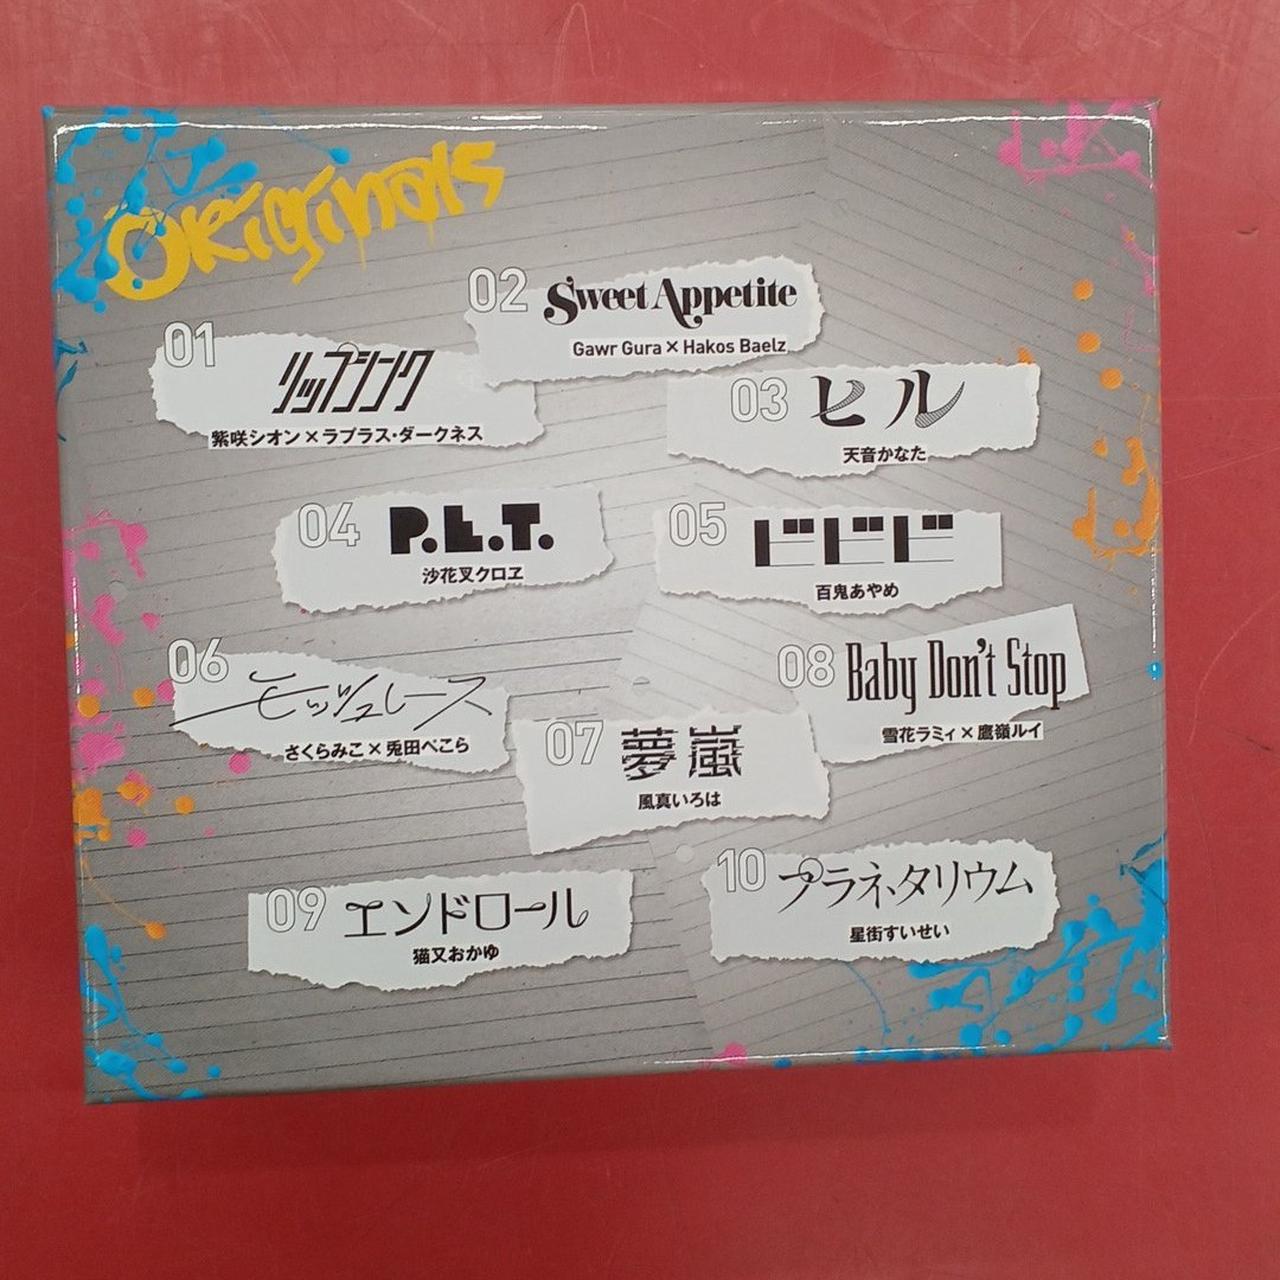 Originals
01
リップシンク
紫咲シオン×ラプラス・ダークネス
02
Sweet Appetite
Gawr Gura×Hakos Baelz
03
ヒル
天音かなた
04
P.E.T.
沙花叉クロヱ
05
ビビビ
百鬼あやめ
06
モッシュレース
さくらみこ×兎田ぺこら
07
夢嵐
風真いろは
08
Baby Don't Stop
雪花ラミィ×鷹嶺ルイ
09
エンドロール
猫又おかゆ
10
プラネタリウム
星街すいせい